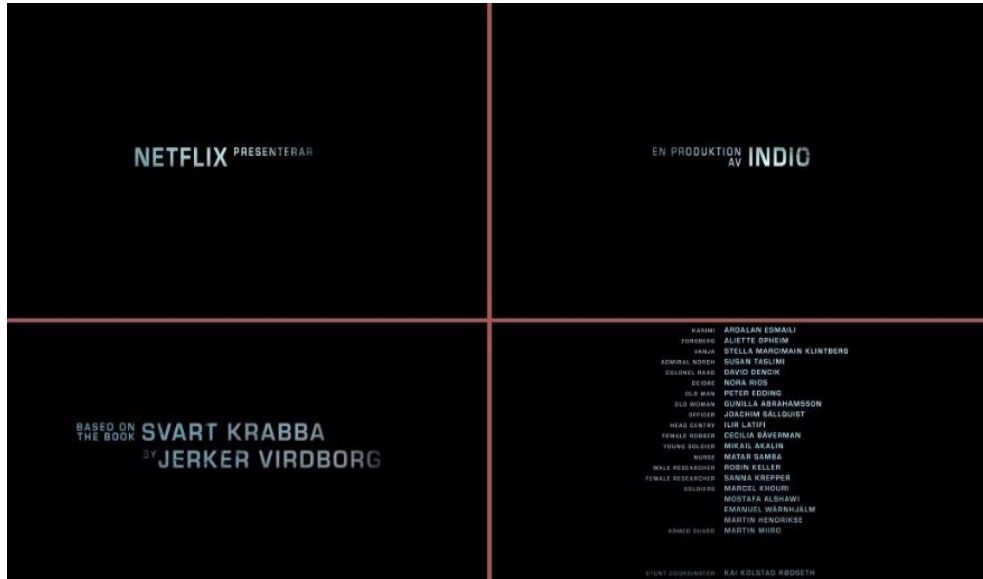 NETFLIX PRESENTERAR
EN PRODUKTION
AV INDIO
BASED ON
THE BOOK SVART KRABBA
BY JERKER VIRDBORG
KARIMI ARDALAN ESMAILI
FORSBERG ALIETTE OPHEIM
VANJA STELLA MARCIMAIN KLINTBERG
ADMIRAL NORDH SUSAN TASLIMI
COLONEL RAAD DAVID DENCIK
DEIDRE NORA RIOS
OLD MAN PETER EDDING
OLD WOMAN GUNILLA ABRAHAMSSON
OFFICER JOACHIM SÄLLQUIST
HEAD SENTRY ILIR LATIFI
FEMALE ROBBER CECILIA BÄVERMAN
YOUNG SOLDIER MIKAIL AKALIN
NURSE MATAR SAMBA
MALE RESEARCHER ROBIN KELLER
FEMALE RESEARCHER SANNA KREPPER
SOLDIERS MARCEL KHOURI
MOSTAFA ALSHAWI
EMANUEL WÄRNHJÄLM
MARTIN HENDRIKSE
ARMED GUARD MARTIN MIIRO
STUNT COORDINATOR KAI KOLSTAD RØDSETH